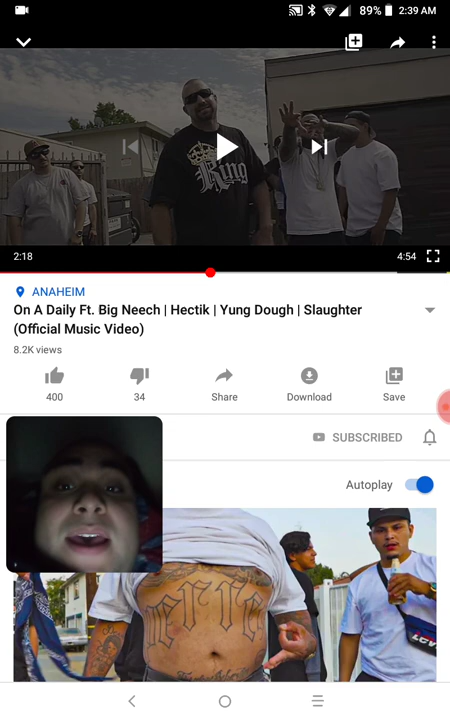 89% 2:39 AM
King
2:18
4:54
ANAHEIM
On A Daily Ft. Big Neech | Hectik | Yung Dough | Slaughter
(Official Music Video)
8.2K views
400
34
Share
Download
Save
SUBSCRIBED
Autoplay